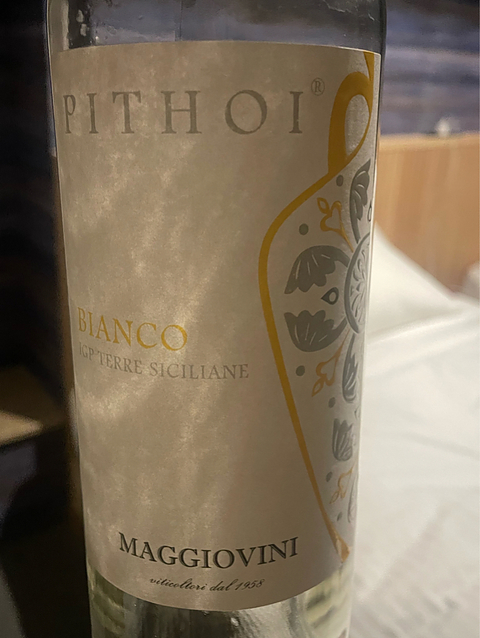 PITHOI®
BIANCO
IGP TERRE SICILIANE
MAGGIOVINI
viticoltori dal 1958